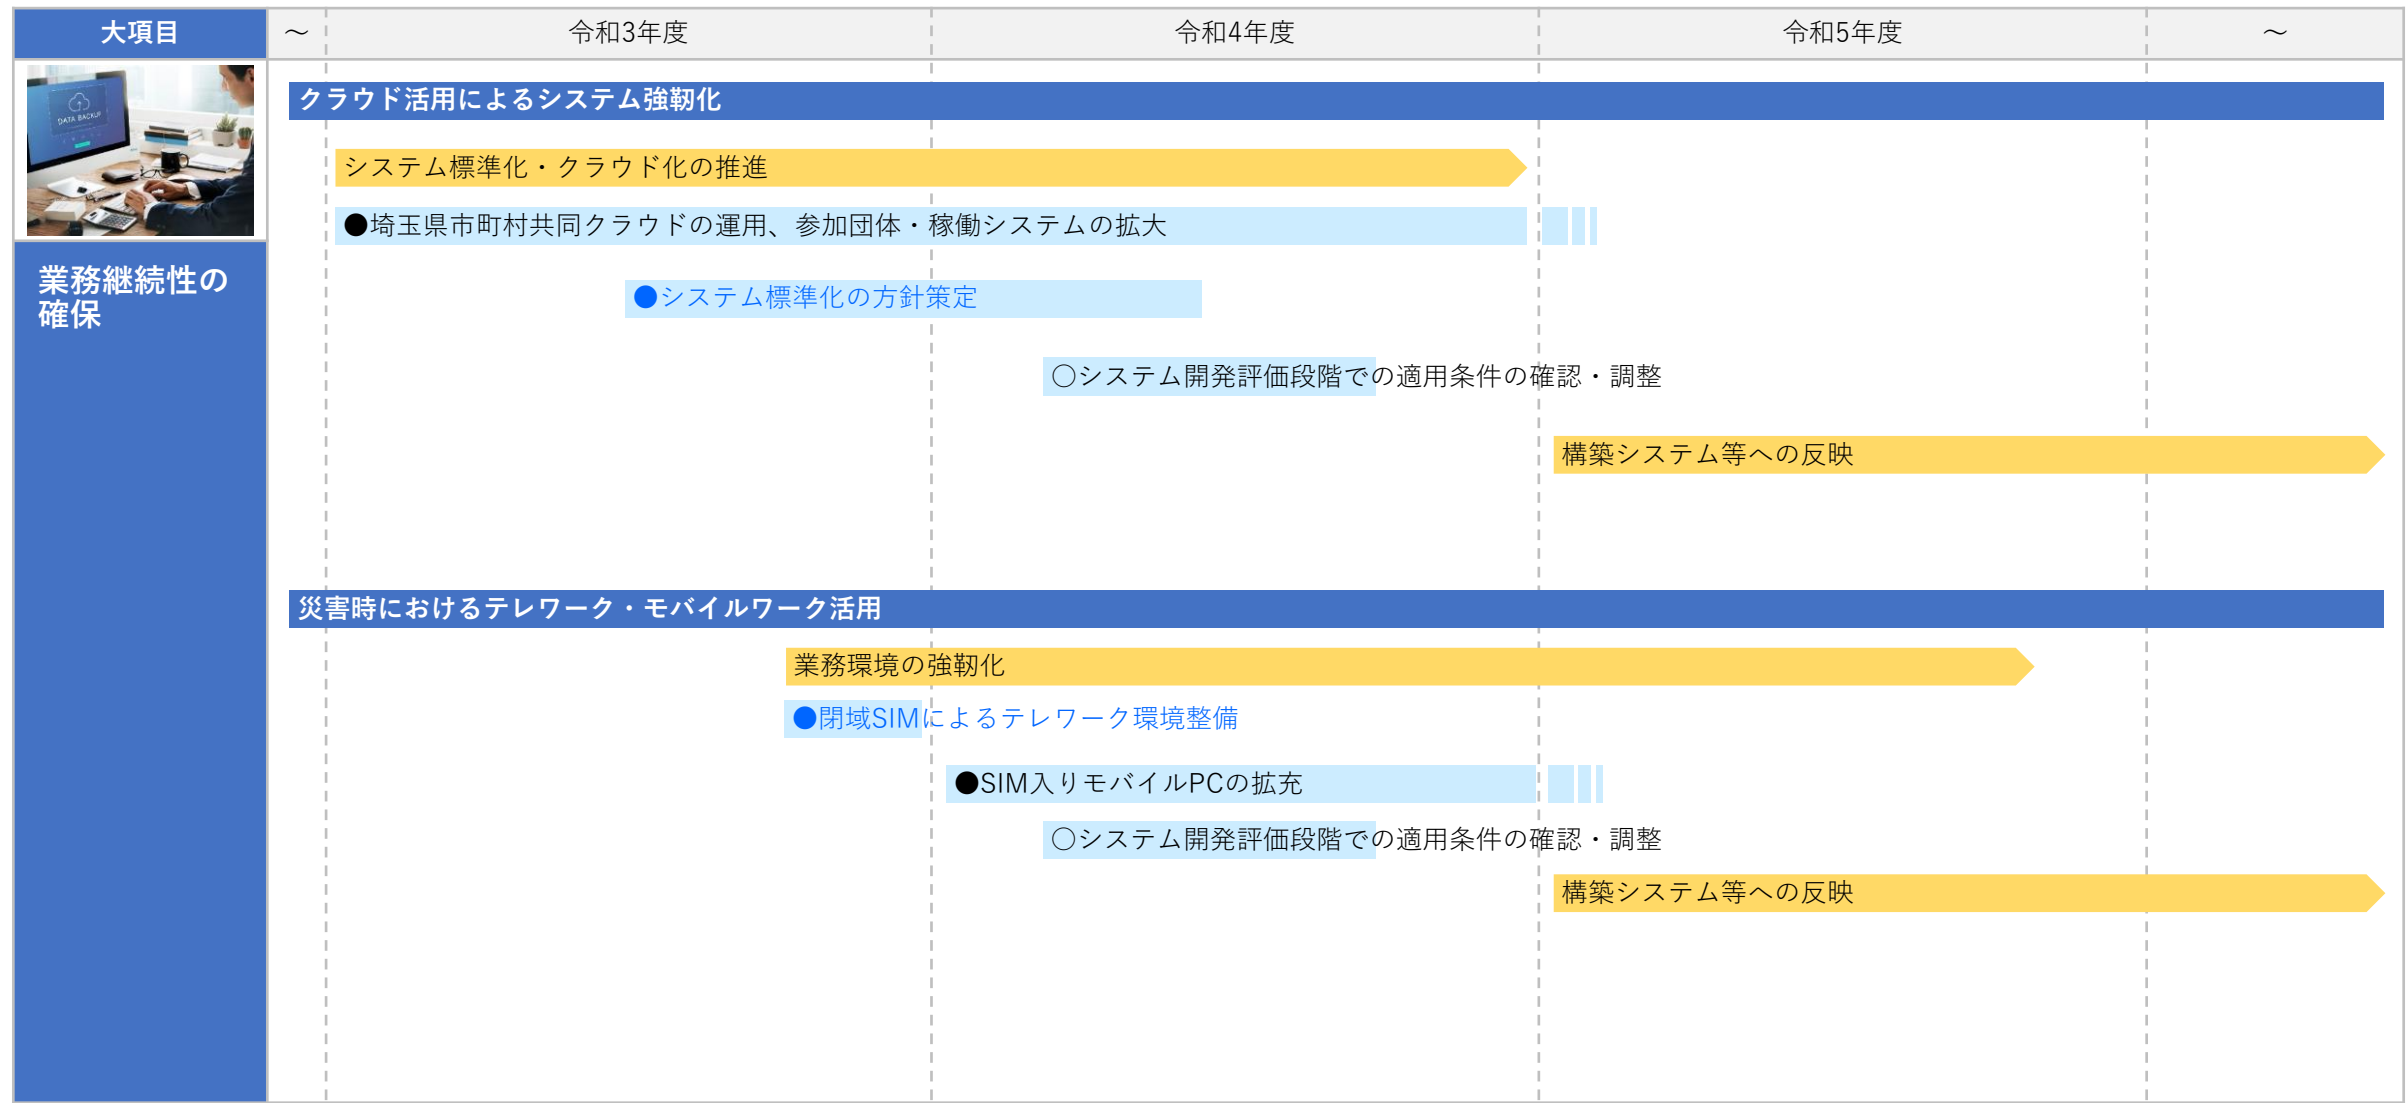 大項目
～
令和3年度
令和4年度
令和5年度
～
DATA BACKUP
業務継続性の
確保
クラウド活用によるシステム強靭化
システム標準化・クラウド化の推進
●埼玉県市町村共同クラウドの運用、参加団体・稼働システムの拡大
●システム標準化の方針策定
○システム開発評価段階での適用条件の確認・調整
構築システム等への反映
災害時におけるテレワーク・モバイルワーク活用
業務環境の強靭化
●閉域SIMによるテレワーク環境整備
●SIM入りモバイルPCの拡充
○システム開発評価段階での適用条件の確認・調整
構築システム等への反映